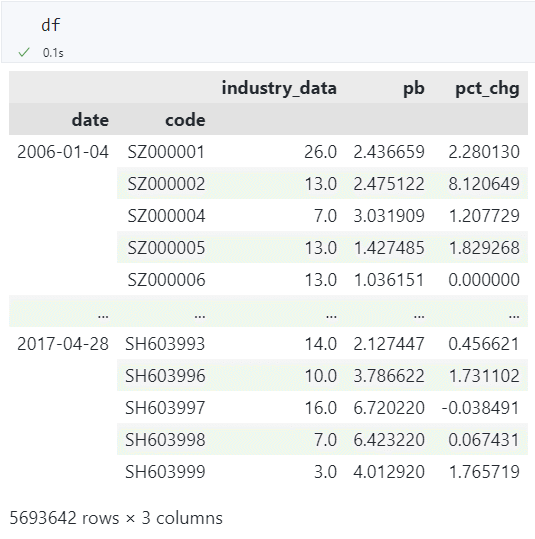 df
0.1s
industry_data pb pct_chg
date code
2006-01-04 SZ000001 26.0 2.436659 2.280130
SZ000002 13.0 2.475122 8.120649
SZ000004 7.0 3.031909 1.207729
SZ000005 13.0 1.427485 1.829268
SZ000006 13.0 1.036151 0.000000
... ... ... ... ...
2017-04-28 SH603993 14.0 2.127447 0.456621
SH603996 10.0 3.786622 1.731102
SH603997 16.0 6.720220 -0.038491
SH603998 7.0 6.423220 0.067431
SH603999 3.0 4.012920 1.765719
5693642 rows × 3 columns